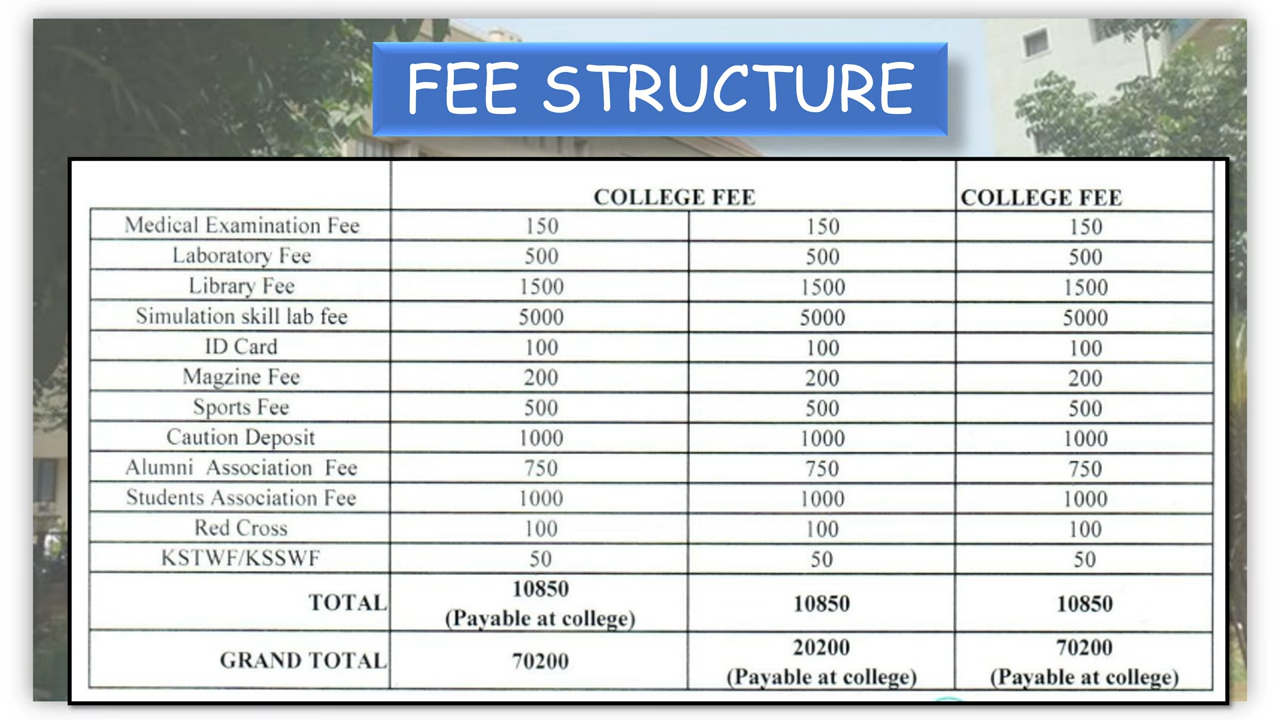 FEE STRUCTURE
COLLEGE FEE COLLEGE FEE
Medical Examination Fee 150 150 150
Laboratory Fee 500 500 500
Library Fee 1500 1500 1500
Simulation skill lab fee 5000 5000 5000
ID Card 100 100 100
Magzine Fee 200 200 200
Sports Fee 500 500 500
Caution Deposit 1000 1000 1000
Alumni Association Fee 750 750 750
Students Association Fee 1000 1000 1000
Red Cross 100 100 100
KSTWF/KSSWF 50 50 50
TOTAL 10850 (Payable at college) 10850 10850
GRAND TOTAL 70200 20200 (Payable at college) 70200 (Payable at college)